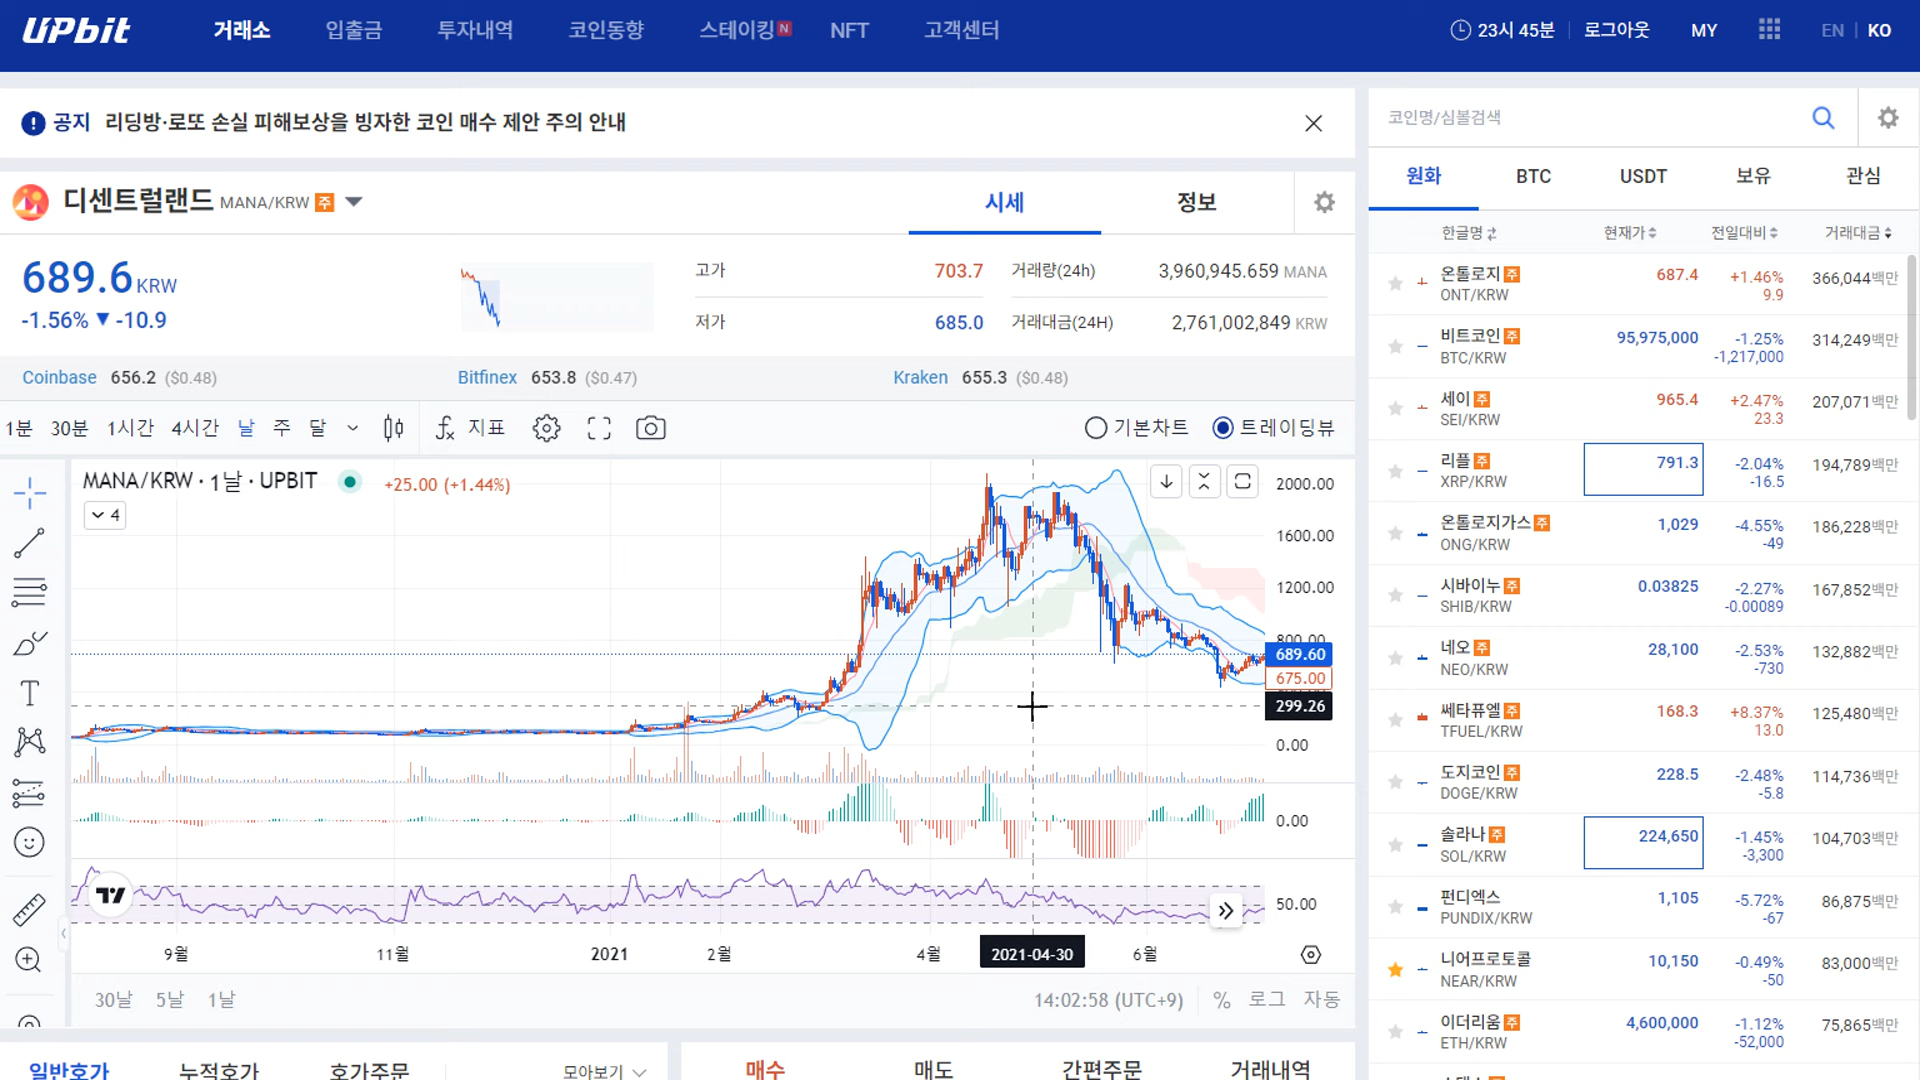 UPbit 거래소 입출금 투자내역 코인동향 스테이킹 N NFT 고객센터 23시 45분 로그아웃 MY EN KO
공지 리딩방·로또 손실 피해보상을 빙자한 코인 매수 제안 주의 안내
디센트럴랜드 MANA/KRW 주 시세 정보
689.6 KRW
-1.56% ▼ -10.9
고가 703.7 거래량(24h) 3,960,945.659 MANA
저가 685.0 거래대금(24H) 2,761,002,849 KRW
Coinbase 656.2 ($0.48) Bitfinex 653.8 ($0.47) Kraken 655.3 ($0.48)
1분 30분 1시간 4시간 날 주 달 지표 기본차트 트레이딩뷰
MANA/KRW · 1날 · UPBIT +25.00 (+1.44%)
4
2000.00
1600.00
1200.00
800.00
689.60
675.00
299.26
0.00
0.00
50.00
9월 11월 2021 2월 4월 2021-04-30 6월
30날 5날 1날 14:02:58 (UTC+9) % 로그 자동
일반호가 누적호가 호가주문 모아보기 매수 매도 간편주문 거래내역
코인명/심볼검색
원화 BTC USDT 보유 관심
한글명 현재가 전일대비 거래대금
온톨로지 주 687.4 +1.46% 366,044백만
ONT/KRW 9.9
비트코인 주 95,975,000 -1.25% 314,249백만
BTC/KRW -1,217,000
세이 주 965.4 +2.47% 207,071백만
SEI/KRW 23.3
리플 주 791.3 -2.04% 194,789백만
XRP/KRW -16.5
온톨로지가스 주 1,029 -4.55% 186,228백만
ONG/KRW -49
시바이누 주 0.03825 -2.27% 167,852백만
SHIB/KRW -0.00089
네오 주 28,100 -2.53% 132,882백만
NEO/KRW -730
쎄타퓨엘 주 168.3 +8.37% 125,480백만
TFUEL/KRW 13.0
도지코인 주 228.5 -2.48% 114,736백만
DOGE/KRW -5.8
솔라나 주 224,650 -1.45% 104,703백만
SOL/KRW -3,300
펀디엑스 1,105 -5.72% 86,875백만
PUNDIX/KRW -67
니어프로토콜 10,150 -0.49% 83,000백만
NEAR/KRW -50
이더리움 주 4,600,000 -1.12% 75,865백만
ETH/KRW -52,000